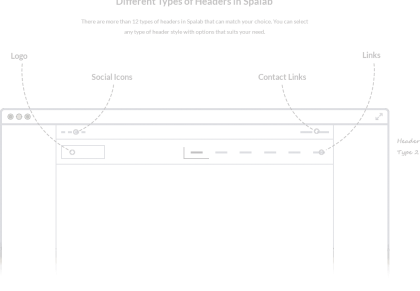 Different Types of Headers in Spalab
There are more than 12 types of headers in Spalab that can match your choice. You can select
any type of header style with options that suits your need.
Logo
Links
Social Icons
Contact Links
Header
Type 2